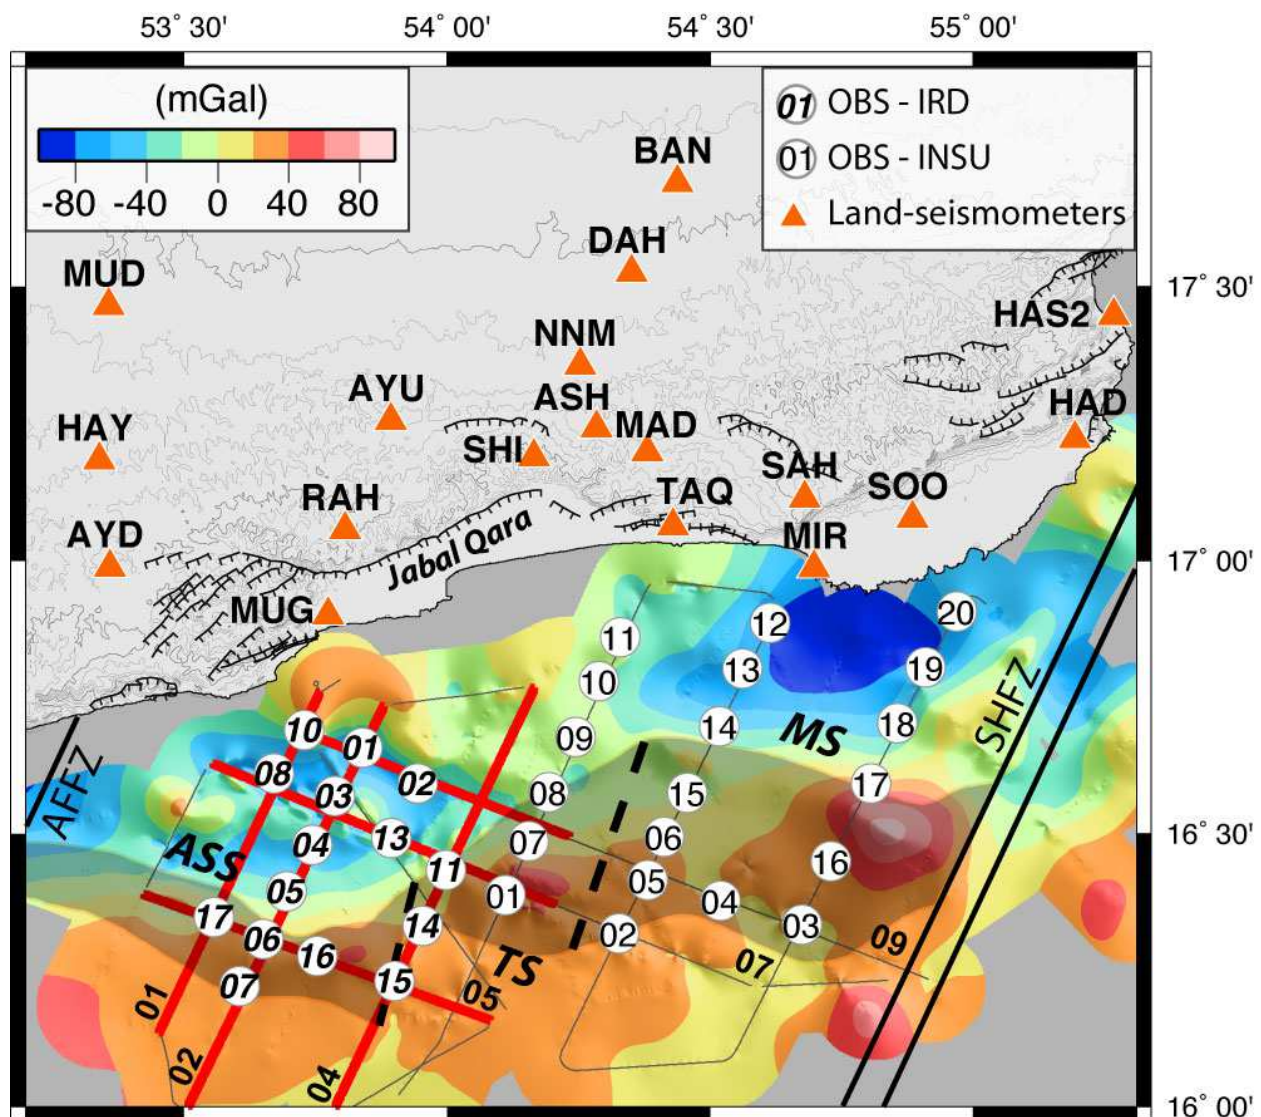 53° 30' 54° 00' 54° 30' 55° 00'
(mGal)
-80 -40 0 40 80
01 OBS - IRD
01 OBS - INSU
Land-seismometers
BAN
DAH
MUD
17° 30'
HAS2
NNM
AYU
ASH
HAD
HAY
MAD
SHI
SAH
SOO
RAH
TAQ
AYD
MIR
17° 00'
Jabal Qara
MUG
20
12
11
13
19
10
SHFZ
10
01
09
14
MS
18
08
02
17
AFFZ
03
08
15
16° 30'
04
13
07
06
ASS
11
16
05
01
05
04
17
14
02
03
06
16
09
TS
07
07
15
05
01
02
04
16° 00'